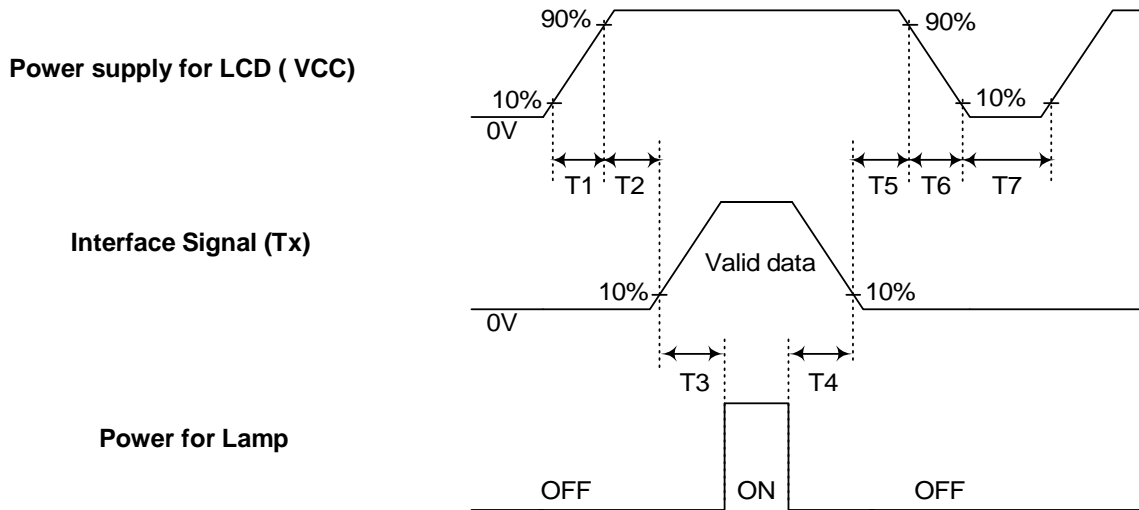 90%
90%
Power supply for LCD ( VCC)
10%
10%
0V
T1
T2
T5
T6
T7
Interface Signal (Tx)
Valid data
10%
10%
0V
T3
T4
Power for Lamp
OFF
ON
OFF